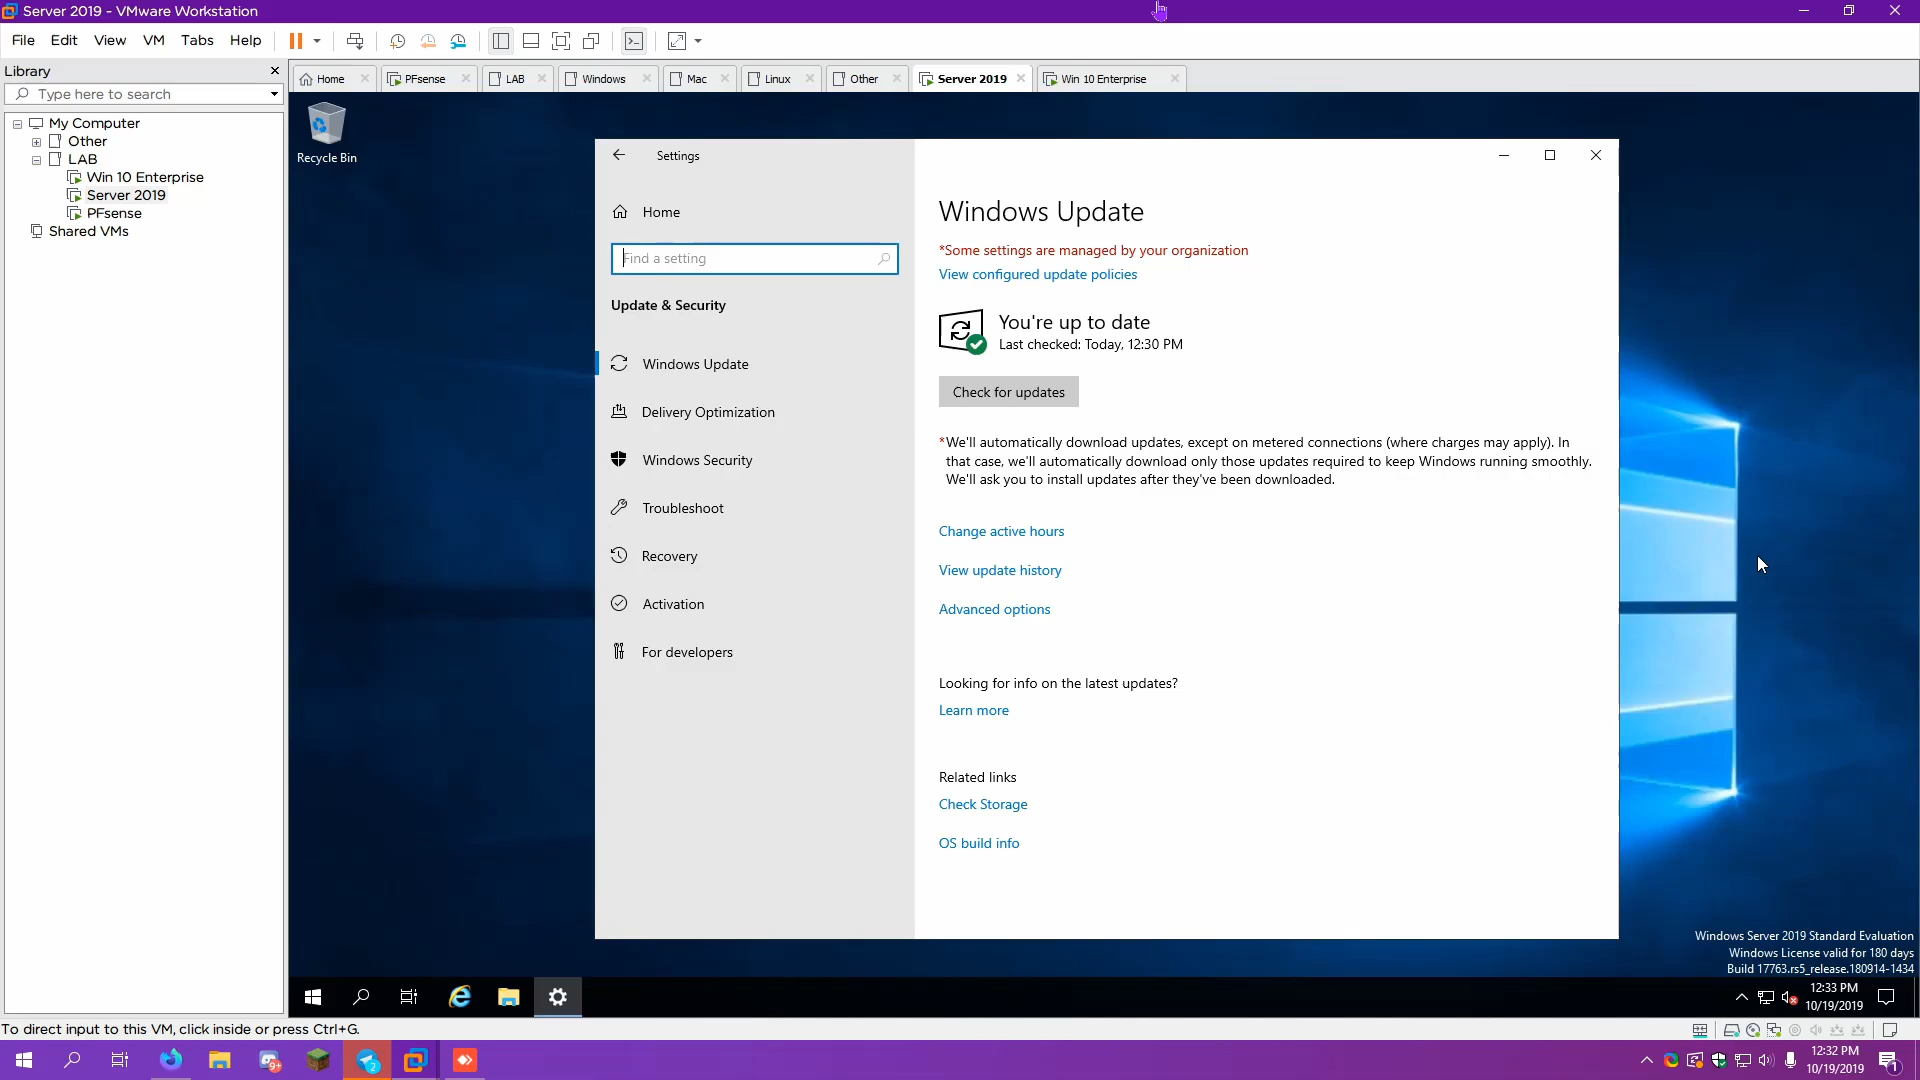 Server 2019 - VMware Workstation
File Edit View VM Tabs Help
Library
Type here to search
My Computer
Other
LAB
Win 10 Enterprise
Server 2019
PFsense
Shared VMs
Home PFsense LAB Windows Mac Linux Other Server 2019 Win 10 Enterprise
Recycle Bin
Settings
Home
Find a setting
Update & Security
Windows Update
Delivery Optimization
Windows Security
Troubleshoot
Recovery
Activation
For developers
Windows Update
*Some settings are managed by your organization
View configured update policies
You're up to date
Last checked: Today, 12:30 PM
Check for updates
*We'll automatically download updates, except on metered connections (where charges may apply). In
that case, we'll automatically download only those updates required to keep Windows running smoothly.
We'll ask you to install updates after they've been downloaded.
Change active hours
View update history
Advanced options
Looking for info on the latest updates?
Learn more
Related links
Check Storage
OS build info
Windows Server 2019 Standard Evaluation
Windows License valid for 180 days
Build 17763.rs5_release.180914-1434
12:33 PM
10/19/2019
To direct input to this VM, click inside or press Ctrl+G.
9+
2
12:32 PM
10/19/2019
1